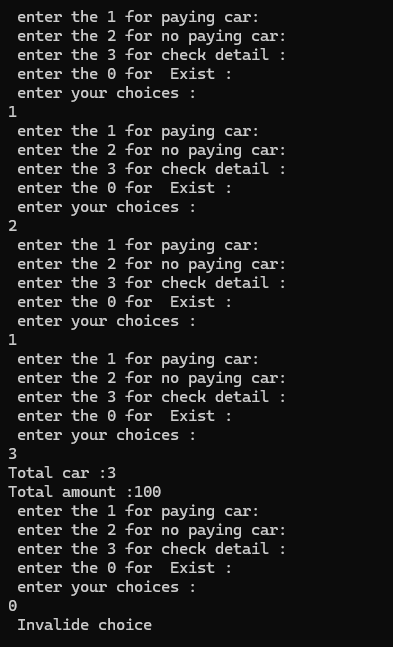 enter the 1 for paying car:
enter the 2 for no paying car:
enter the 3 for check detail :
enter the 0 for  Exist :
enter your choices :
1
enter the 1 for paying car:
enter the 2 for no paying car:
enter the 3 for check detail :
enter the 0 for  Exist :
enter your choices :
2
enter the 1 for paying car:
enter the 2 for no paying car:
enter the 3 for check detail :
enter the 0 for  Exist :
enter your choices :
1
enter the 1 for paying car:
enter the 2 for no paying car:
enter the 3 for check detail :
enter the 0 for  Exist :
enter your choices :
3
Total car :3
Total amount :100
enter the 1 for paying car:
enter the 2 for no paying car:
enter the 3 for check detail :
enter the 0 for  Exist :
enter your choices :
0
Invalide choice